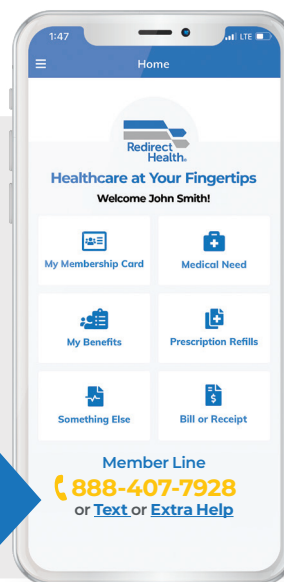 1:47 LTE
Home
Redirect
Health®
Healthcare at Your Fingertips
Welcome John Smith!
My Membership Card Medical Need
My Benefits Prescription Refills
Something Else Bill or Receipt
Member Line
888-407-7928
or Text or Extra Help